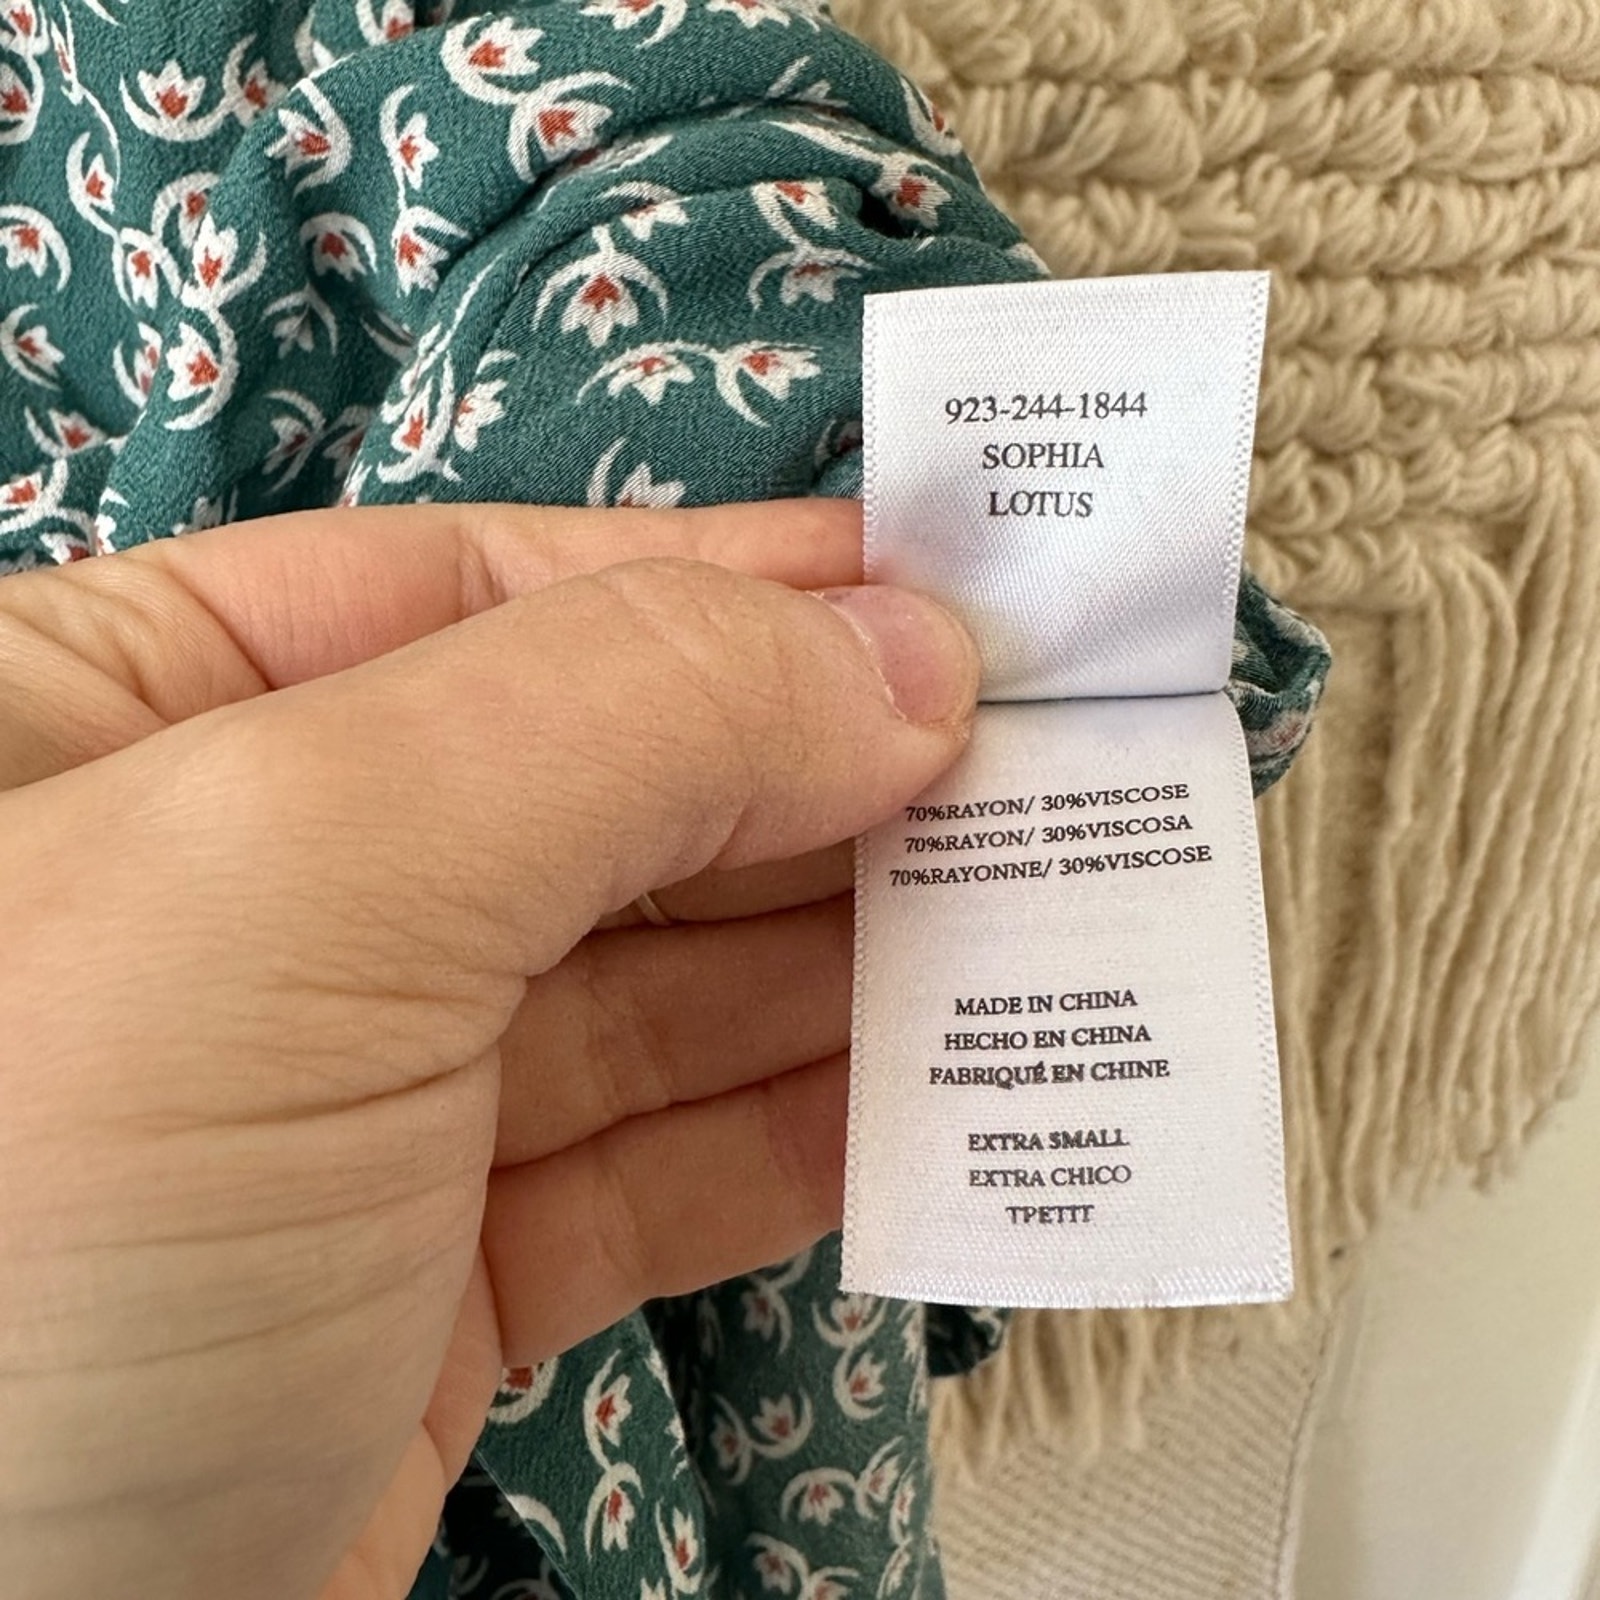 923-244-1844
SOPHIA
LOTUS
70%RAYON/ 30%VISCOSE
70%RAYON/ 30%VISCOSA
70%RAYONNE/ 30%VISCOSE
MADE IN CHINA
HECHO EN CHINA
FABRIQUÉ EN CHINE
EXTRA SMALL
EXTRA CHICO
TPETIT